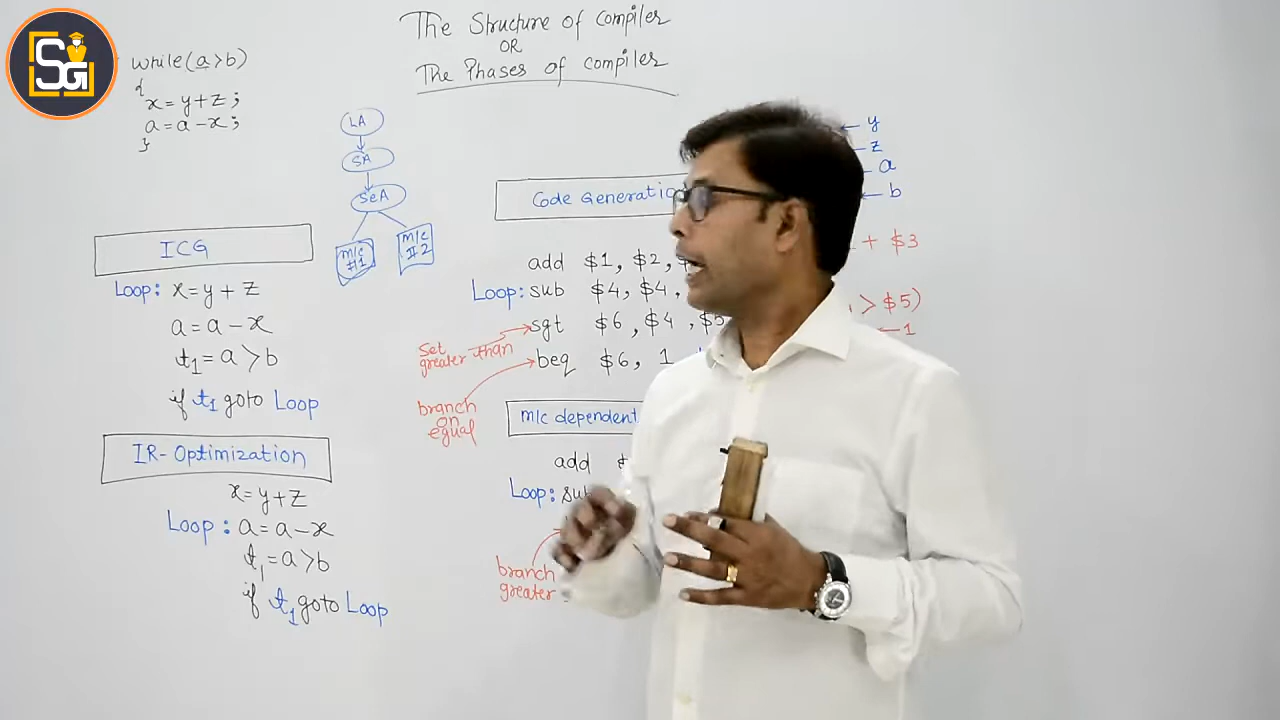 SG
The Structure of Compiler
OR
The Phases of Compiler
while(a>b)
{
x=y+z;
a=a-x;
}
LA
SA
SeA
m/c #1
m/c #2
ICG
Loop: x=y+z
a=a-x
t1=a>b
if t1 goto Loop
IR-Optimization
x=y+z
Loop: a=a-x
t1=a>b
if t1 goto Loop
Code
add $1, $2,
Loop: sub $4, $4,
sgt $6, $4, $5
beq $6, 1
Set greater than
branch on equal
m/c dependent
add
Loop:
branch
greater
y
z
a
b
+ $3
> $5)
1